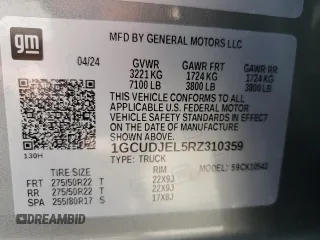 gm
MFD BY GENERAL MOTORS LLC
04/24 GVWR GAWR FRT GAWR RR
3221 KG 1724 KG 1724 KG
7100 LB 3800 LB 3800 LB
THIS VEHICLE CONFORMS TO ALL APPLICABLE
U.S. FEDERAL MOTOR VEHICLE SAFETY
STANDARDS IN EFFECT ON THE DATE OF
MANUFACTURE SHOWN ABOVE.
1GCUDJEL5RZ310359
130H TYPE: TRUCK
TIRE SIZE RIM MODEL: 59CK10543
FRT 275/50R22 T 22X9J
RR 275/50R22 T 22X9J
SPA 255/80R17 S 17X8J
© DEALERBID